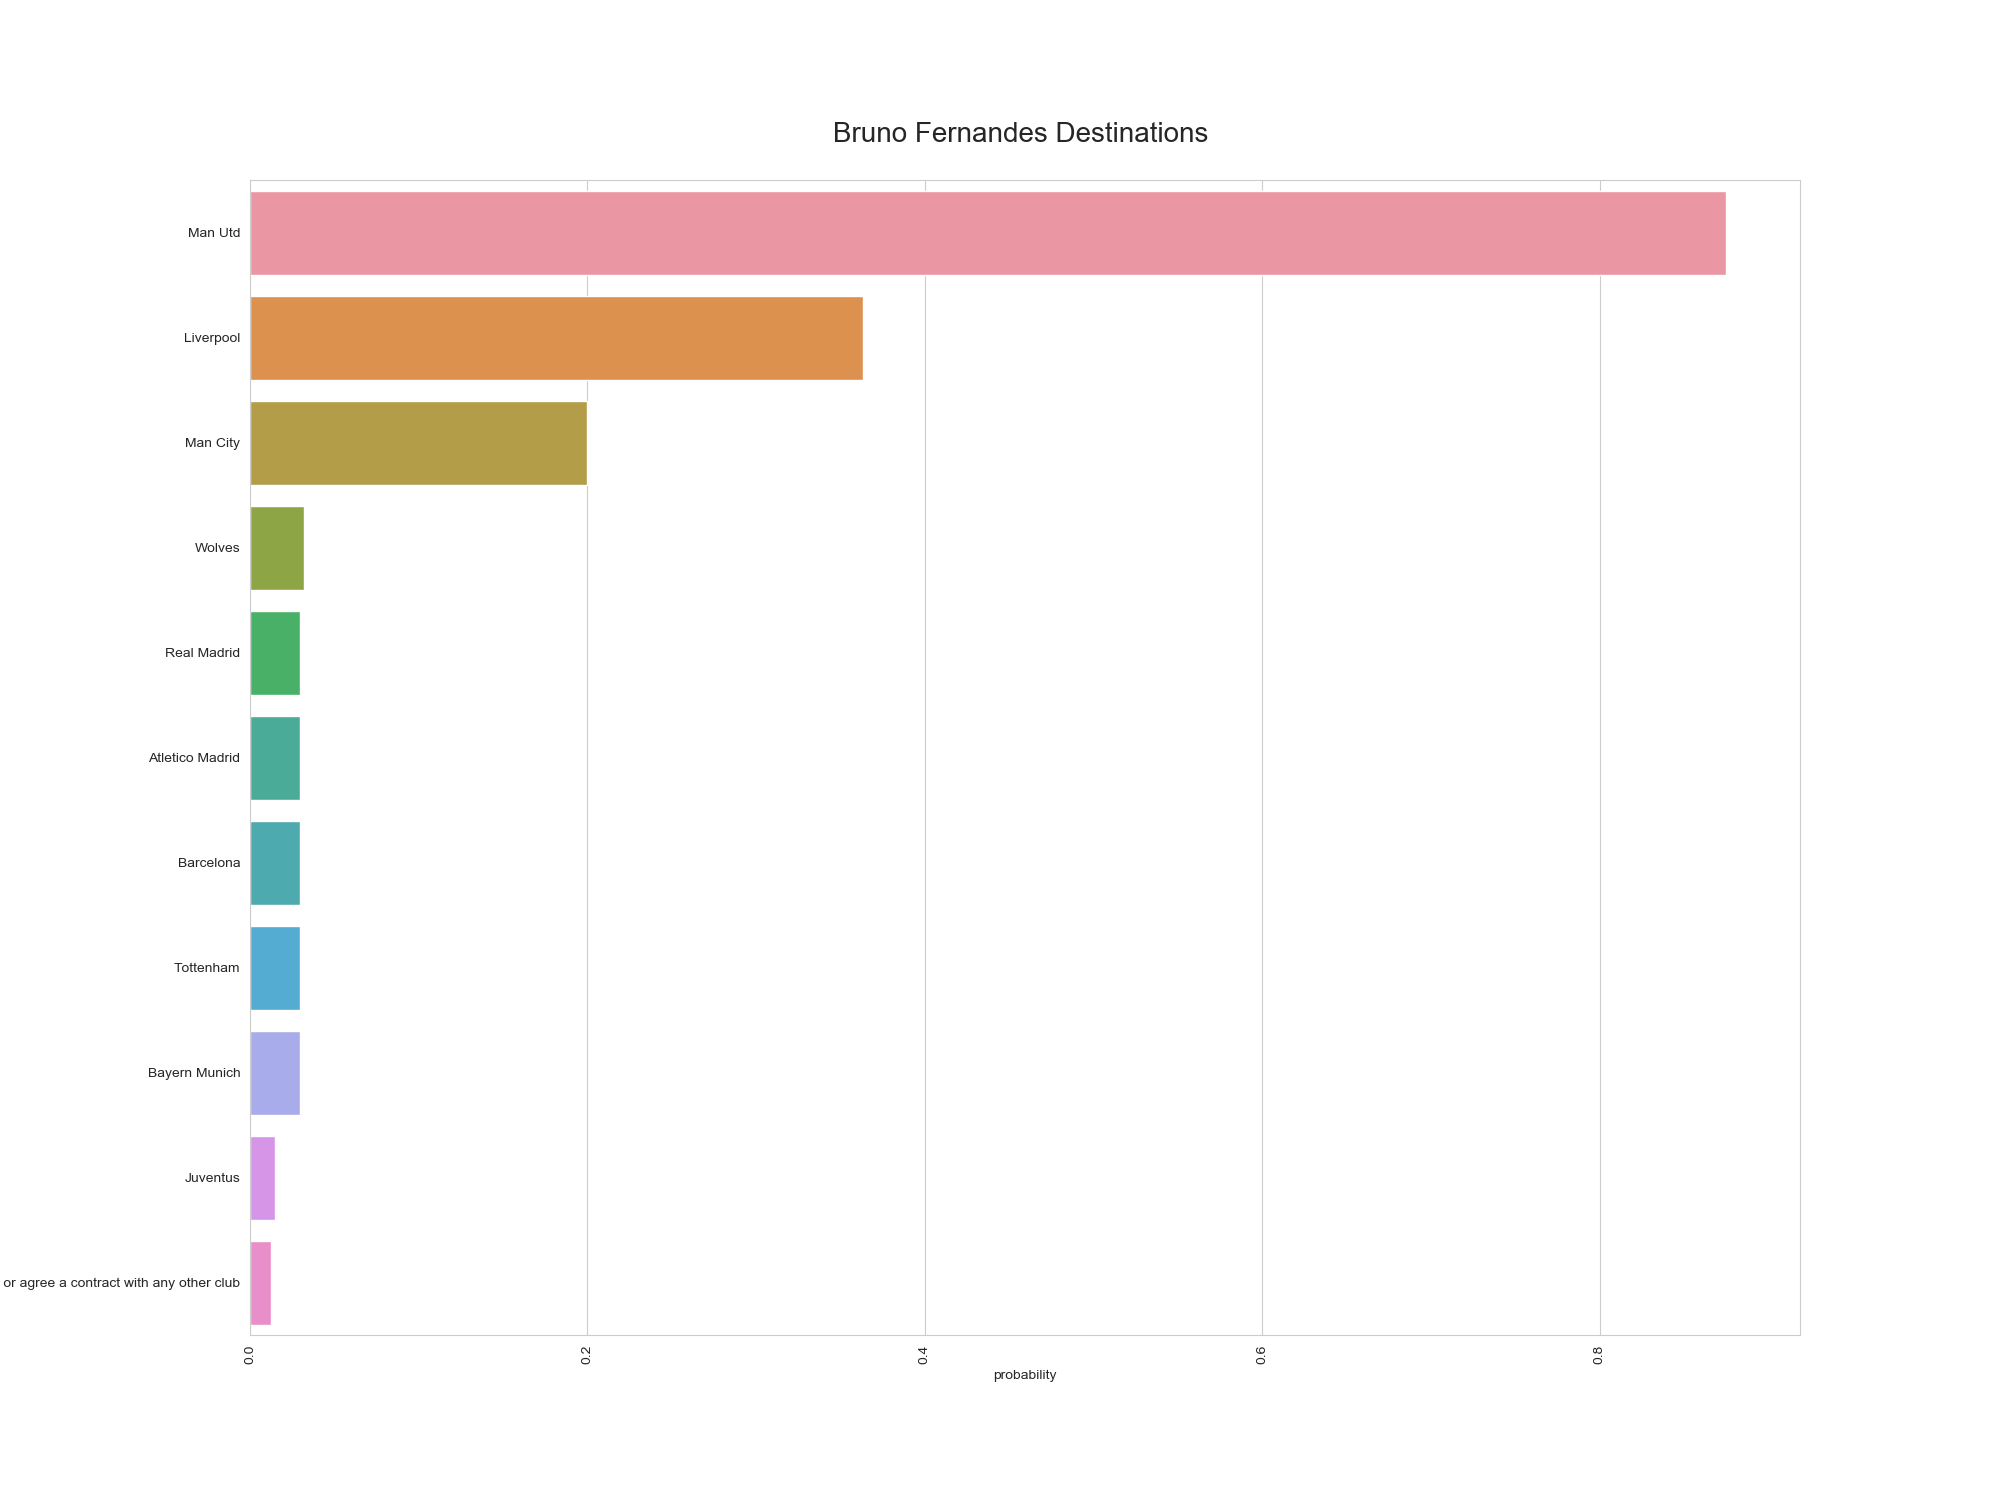 Bruno Fernandes Destinations
Man Utd
Liverpool
Man City
Wolves
Real Madrid
Atletico Madrid
Barcelona
Tottenham
Bayern Munich
Juventus
or agree a contract with any other club
0.0 0.2 0.4 0.6 0.8
probability